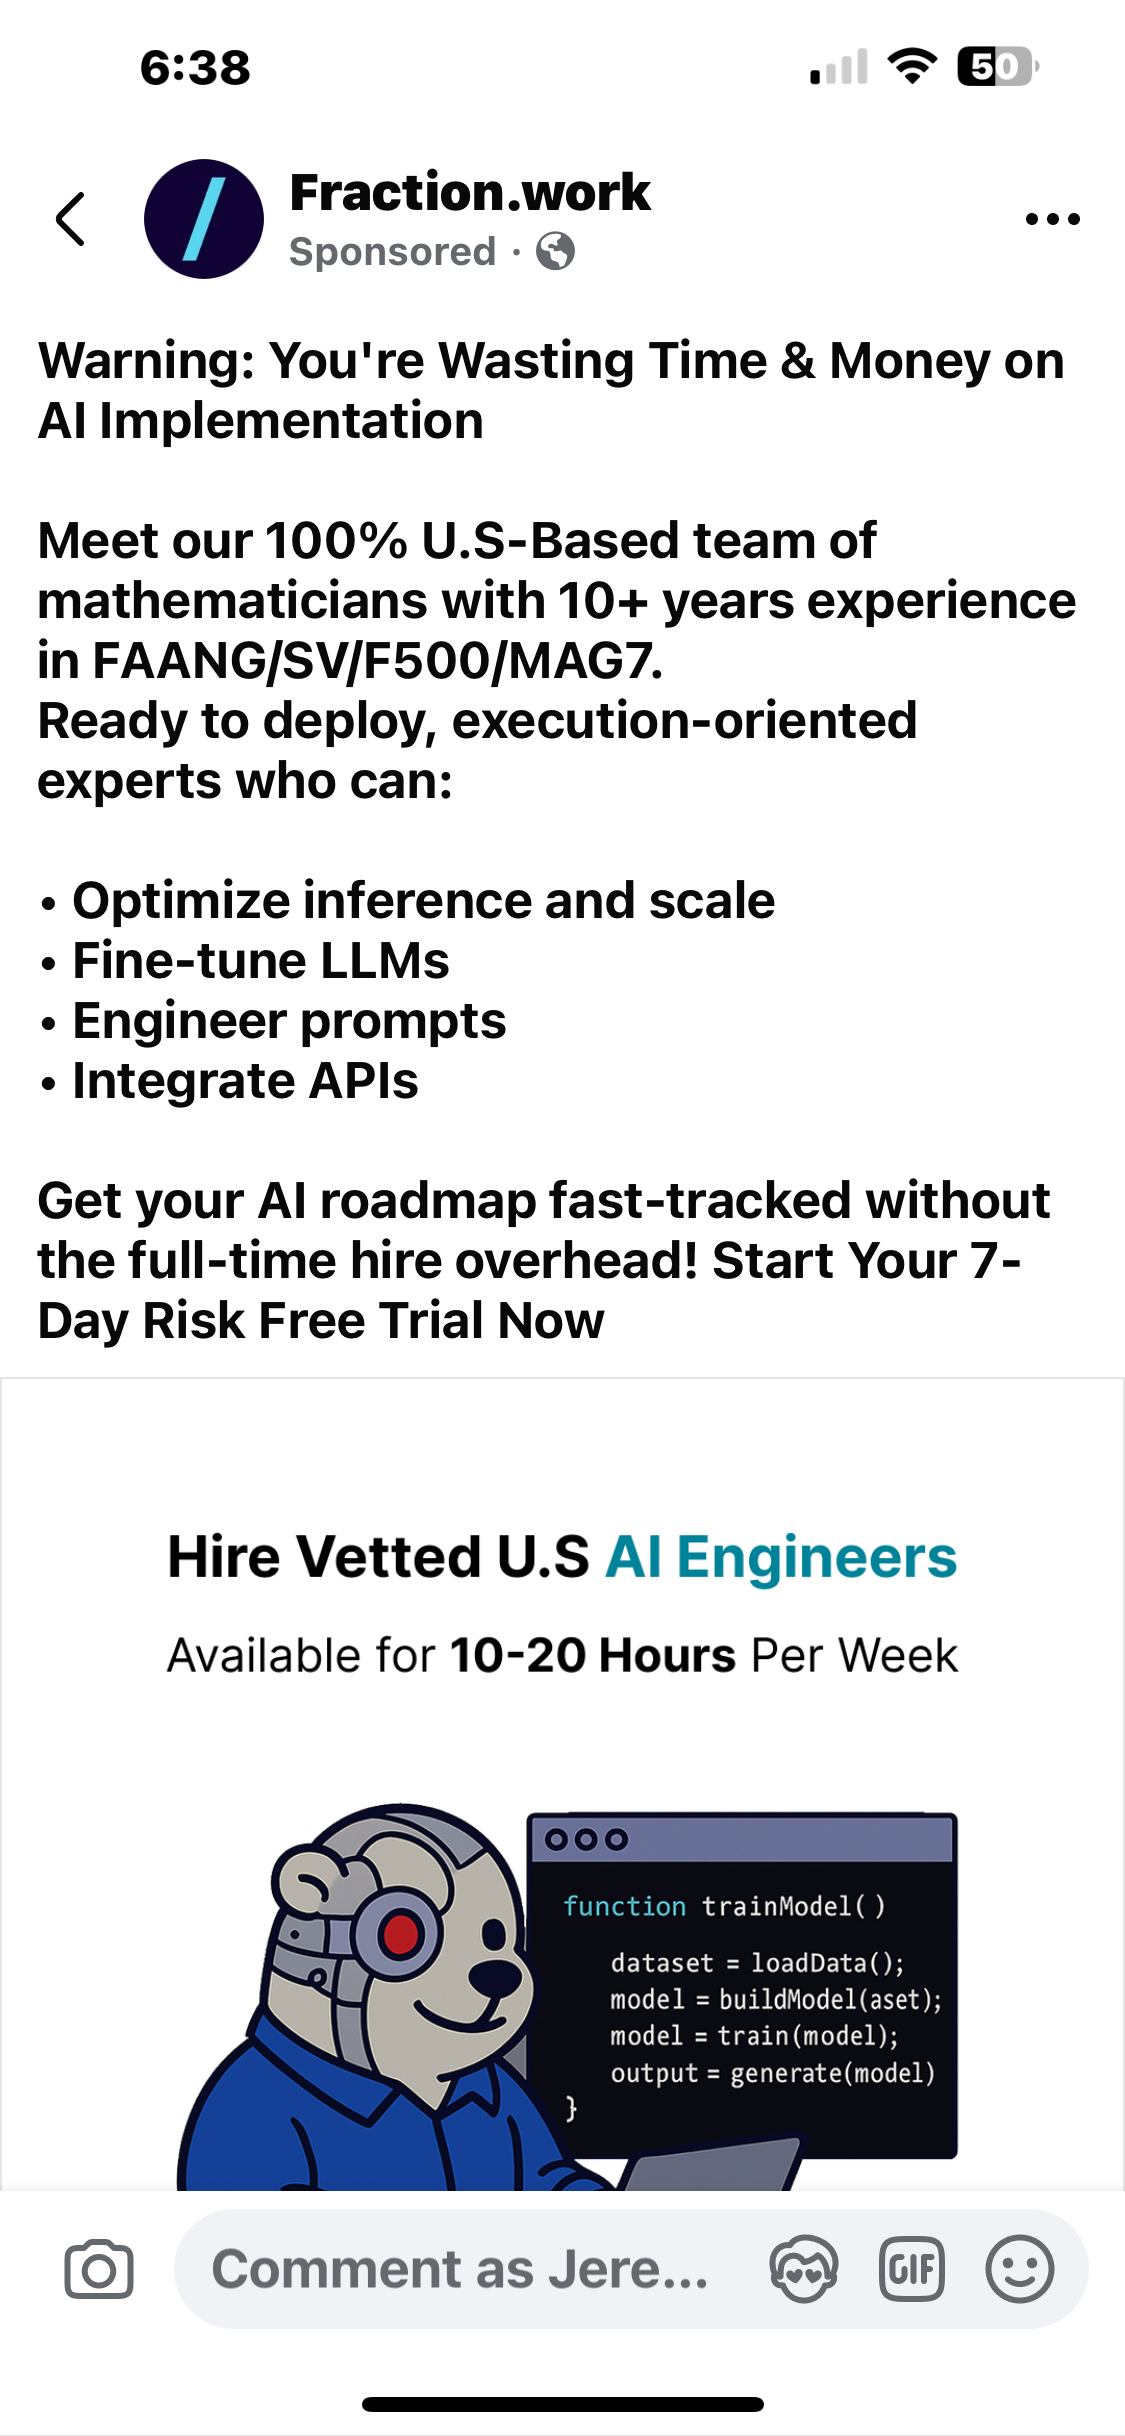 6:38
50
Fraction.work
Sponsored ·
Warning: You're Wasting Time & Money on
AI Implementation
Meet our 100% U.S-Based team of
mathematicians with 10+ years experience
in FAANG/SV/F500/MAG7.
Ready to deploy, execution-oriented
experts who can:
• Optimize inference and scale
• Fine-tune LLMs
• Engineer prompts
• Integrate APIs
Get your AI roadmap fast-tracked without
the full-time hire overhead! Start Your 7-
Day Risk Free Trial Now
Hire Vetted U.S AI Engineers
Available for 10-20 Hours Per Week
function trainModel()
dataset = loadData();
model = buildModel(aset);
model = train(model);
output = generate(model)
}
Comment as Jere...
GIF